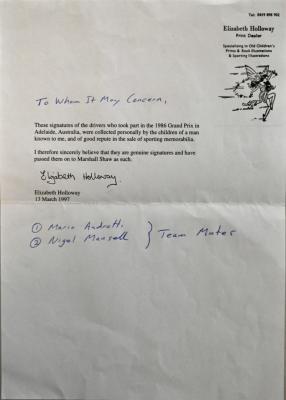 Tel: 0419 898 902
Elizabeth Holloway
Print Dealer
Specialising in Old Children's
Prints & Book Illustrations
& Sporting Illustrations
To Whom It May Concern,
These signatures of the drivers who took part in the 1986 Grand Prix in
Adelaide, Australia, were collected personally by the children of a man
known to me, and of good repute in the sale of sporting memorabilia.
I therefore sincerely believe that they are genuine signatures and have
passed them on to Marshall Shaw as such.
Elizabeth Holloway.
Elizabeth Holloway
13 March 1997
① Mario Andretti
② Nigel Mansell } Team Mates